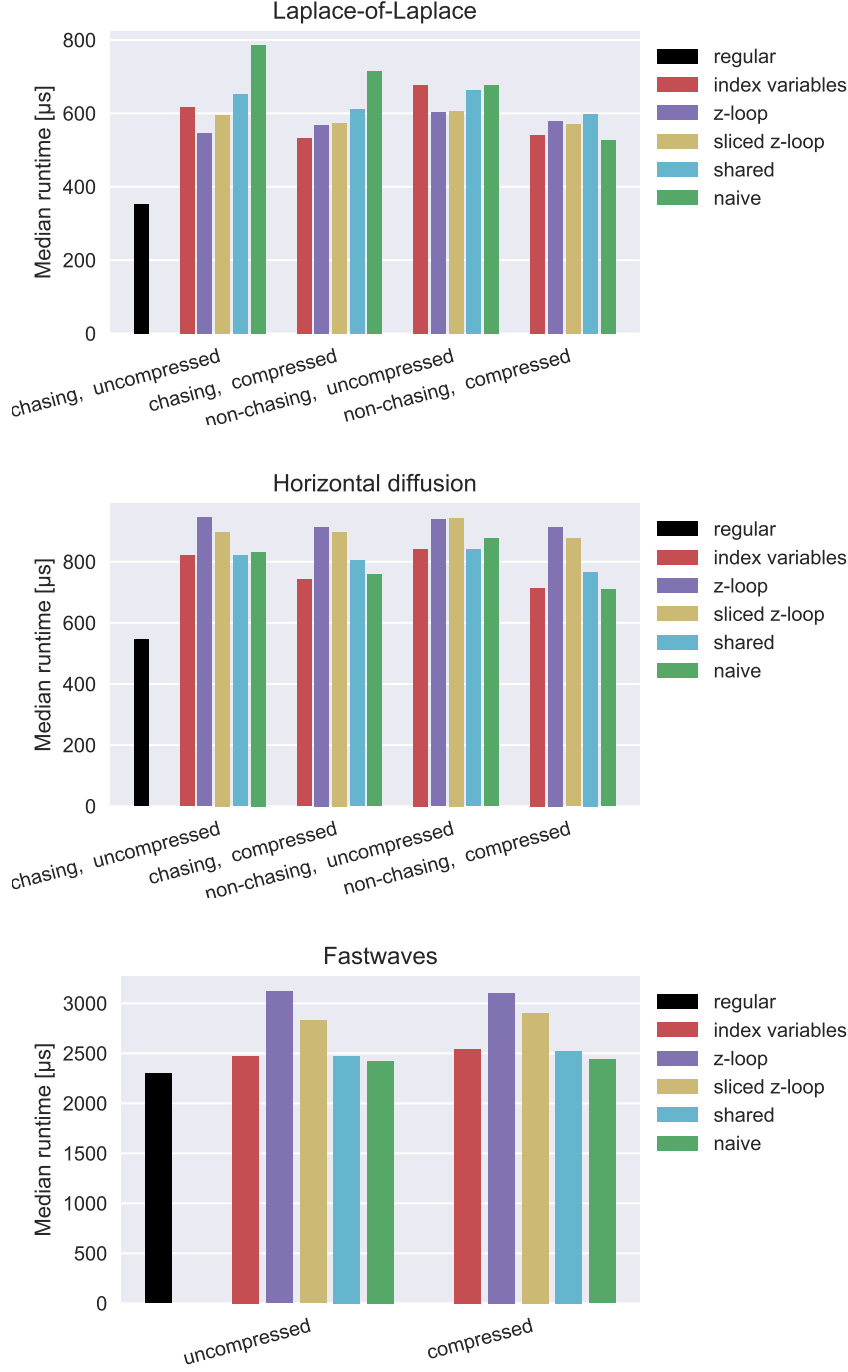 Laplace-of-Laplace
Median runtime [µs]
800
600
400
200
0
chasing, uncompressed
chasing, compressed
non-chasing, uncompressed
non-chasing, compressed
regular
index variables
z-loop
sliced z-loop
shared
naive
Horizontal diffusion
Median runtime [µs]
800
600
400
200
0
chasing, uncompressed
chasing, compressed
non-chasing, uncompressed
non-chasing, compressed
regular
index variables
z-loop
sliced z-loop
shared
naive
Fastwaves
Median runtime [µs]
3000
2500
2000
1500
1000
500
0
uncompressed
compressed
regular
index variables
z-loop
sliced z-loop
shared
naive